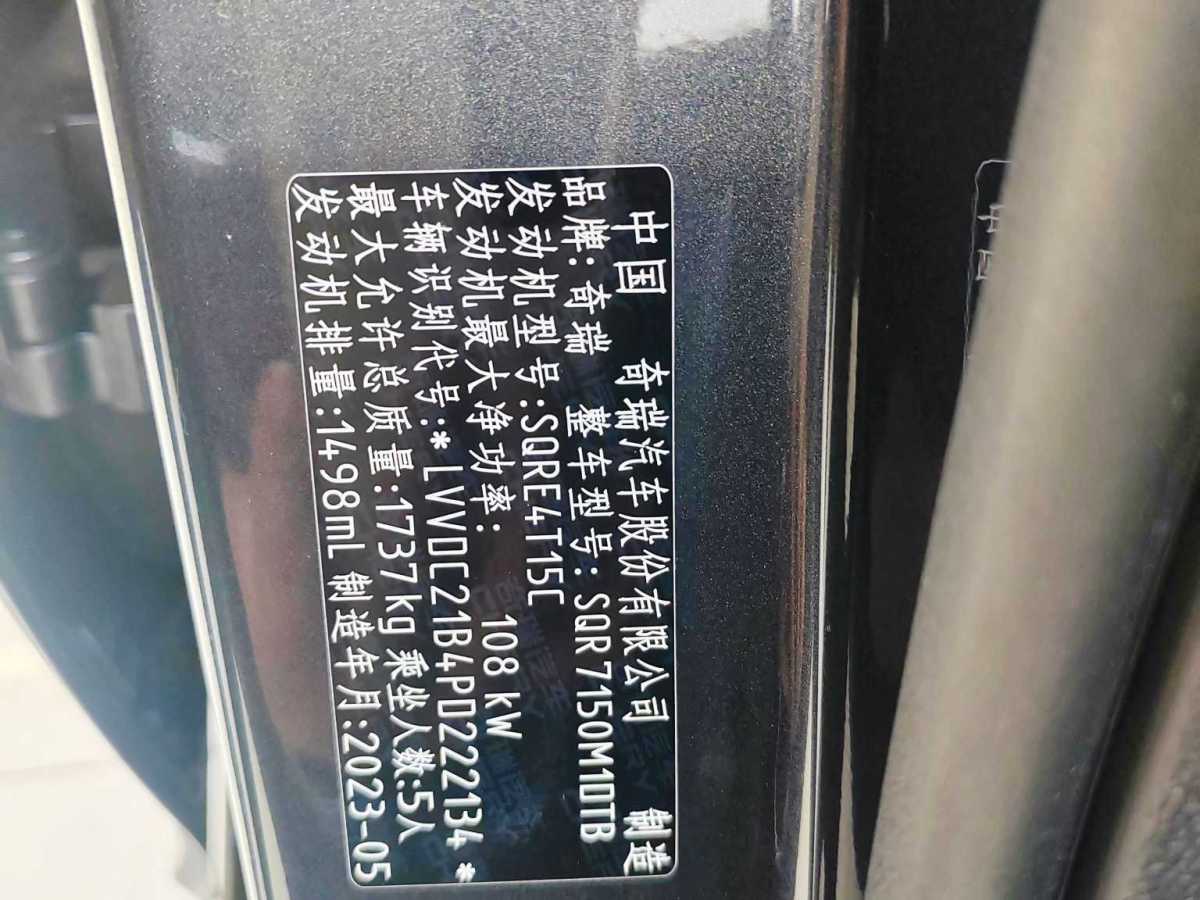 中国 奇瑞汽车股份有限公司 制造
品牌:奇瑞 整车型号:SQR7150M1DTB
发动机型号:SQRE4T15C
发动机最大净功率: 108kW
车辆识别代号:*LVVDC21B4PD222134*
最大允许总质量:1737kg 乘坐人数:5人
发动机排量:1498mL 制造年月:2023-05